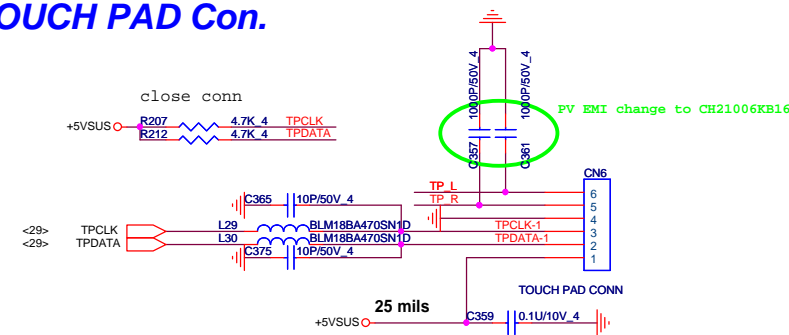 OUCH PAD Con.
close conn
+5VSUS
R207 4.7K_4 TPCLK
R212 4.7K_4 TPDATA
1000P/50V_4
1000P/50V_4
C357
C361
PV EMI change to CH21006KB16
CN6
TP_L 6
TP_R 5
4
TPCLK-1 3
TPDATA-1 2
1
C365 10P/50V_4
<29> TPCLK L29 BLM18BA470SN1D
<29> TPDATA L30 BLM18BA470SN1D
C375 10P/50V_4
TOUCH PAD CONN
25 mils
+5VSUS C359 0.1U/10V_4